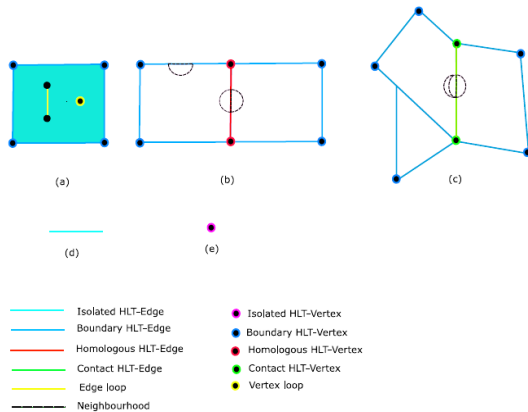 (a)
(b)
(c)
(d)
(e)
Isolated HLT-Edge
Boundary HLT-Edge
Homologous HLT-Edge
Contact HLT-Edge
Edge loop
Neighbourhood
Isolated HLT-Vertex
Boundary HLT-Vertex
Homologous HLT-Vertex
Contact HLT-Vertex
Vertex loop